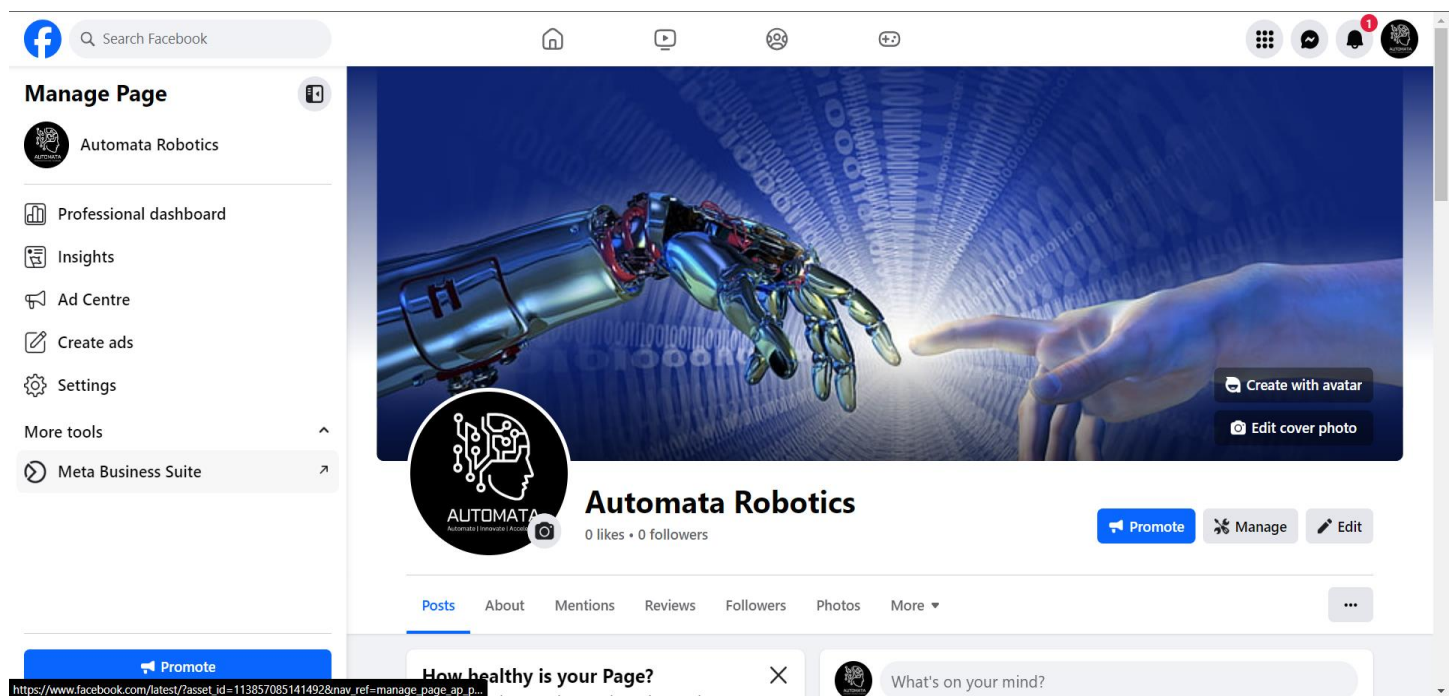 Search Facebook
1
Manage Page
Automata Robotics
Professional dashboard
Insights
Ad Centre
Create ads
Settings
More tools
Meta Business Suite
Promote
https://www.facebook.com/latest/?asset_id=113857085141492&nav_ref=manage_page_ap_p...
Create with avatar
Edit cover photo
AUTOMATA
Automate | Innovate |
Automata Robotics
0 likes • 0 followers
Promote Manage Edit
Posts About Mentions Reviews Followers Photos More
How healthy is your Page?
What's on your mind?